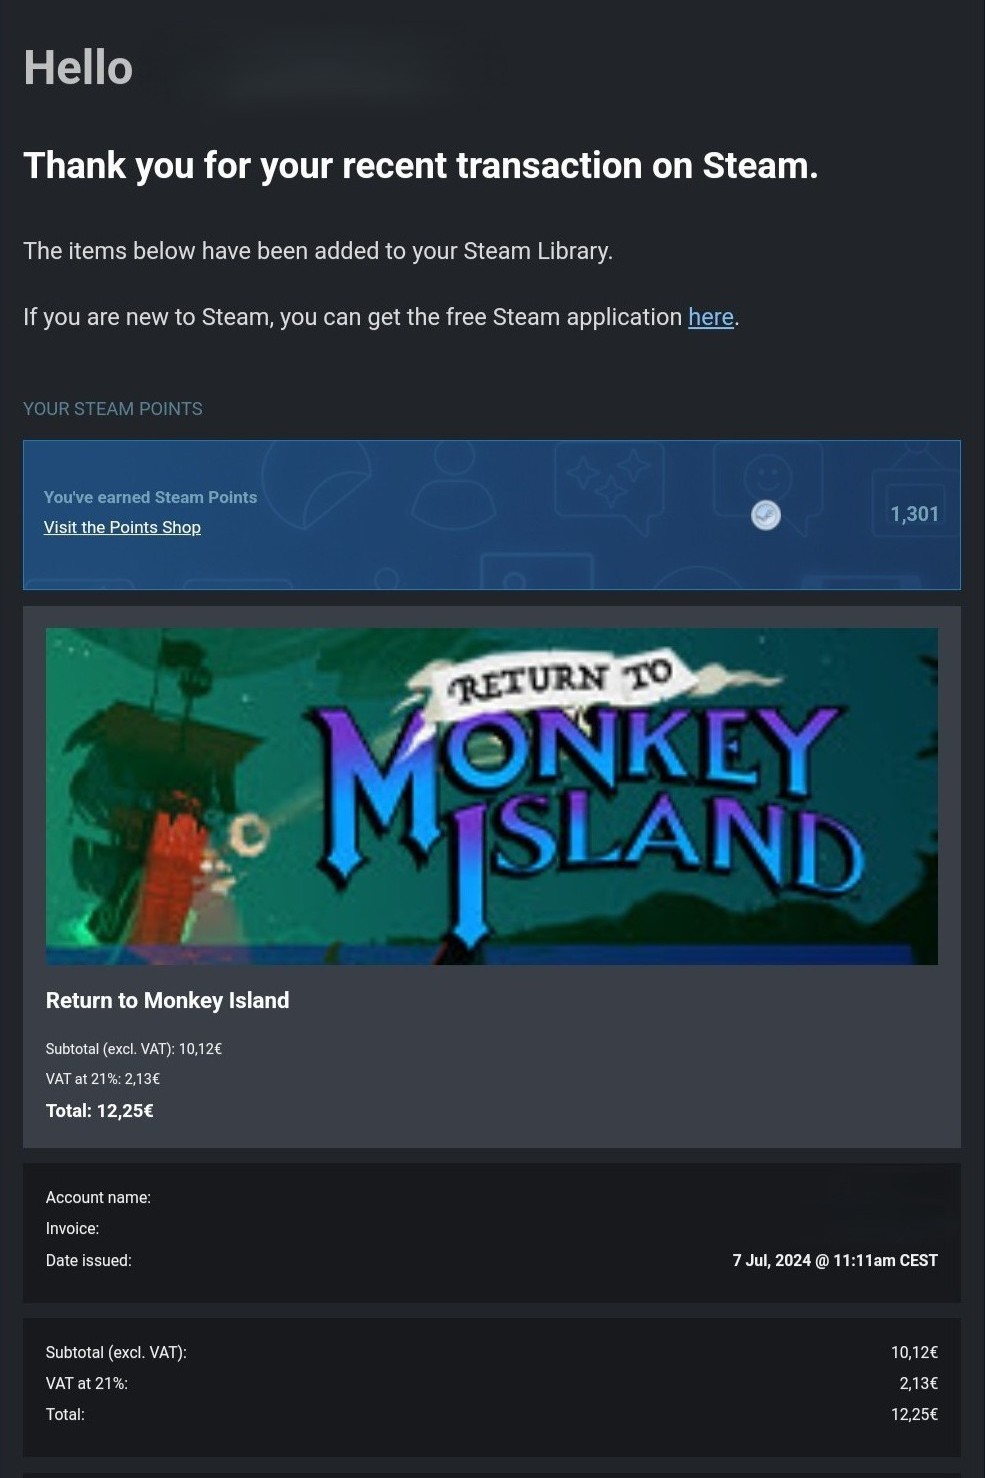 Hello
Thank you for your recent transaction on Steam.
The items below have been added to your Steam Library.
If you are new to Steam, you can get the free Steam application here.
YOUR STEAM POINTS
You've earned Steam Points
Visit the Points Shop
1,301
RETURN TO
MONKEY
ISLAND
Return to Monkey Island
Subtotal (excl. VAT): 10,12€
VAT at 21%: 2,13€
Total: 12,25€
Account name:
Invoice:
Date issued: 7 Jul, 2024 @ 11:11am CEST
Subtotal (excl. VAT): 10,12€
VAT at 21%: 2,13€
Total: 12,25€